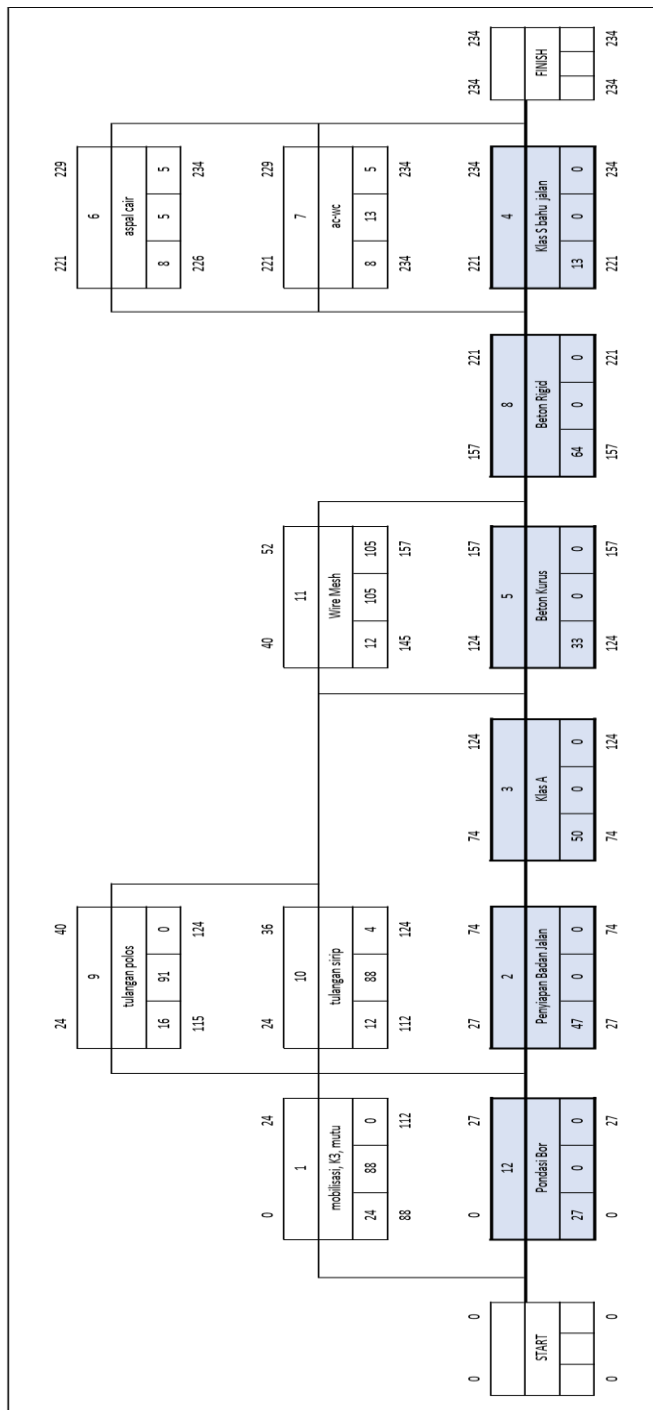 0 0
START
0 0
0 24
1
mobilisasi, K3, mutu
24 88 0
88 112
0 27
12
Pondasi Bor
27 0 0
0 27
24 40
9
tulangan polos
16 91 0
115 124
24 36
10
tulangan sirip
12 88 4
112 124
27 74
2
Penyiapan Badan Jalan
47 0 0
27 74
74 124
3
Klas A
50 0 0
74 124
40 52
11
Wire Mesh
12 105 105
145 157
124 157
5
Beton Kurus
33 0 0
124 157
157 221
8
Beton Rigid
64 0 0
157 221
221 229
6
aspal cair
8 5 5
226 234
221 229
7
ac-wc
8 13 5
234 234
221 234
4
Klas S bahu jalan
13 0 0
221 234
234 234
FINISH
234 234